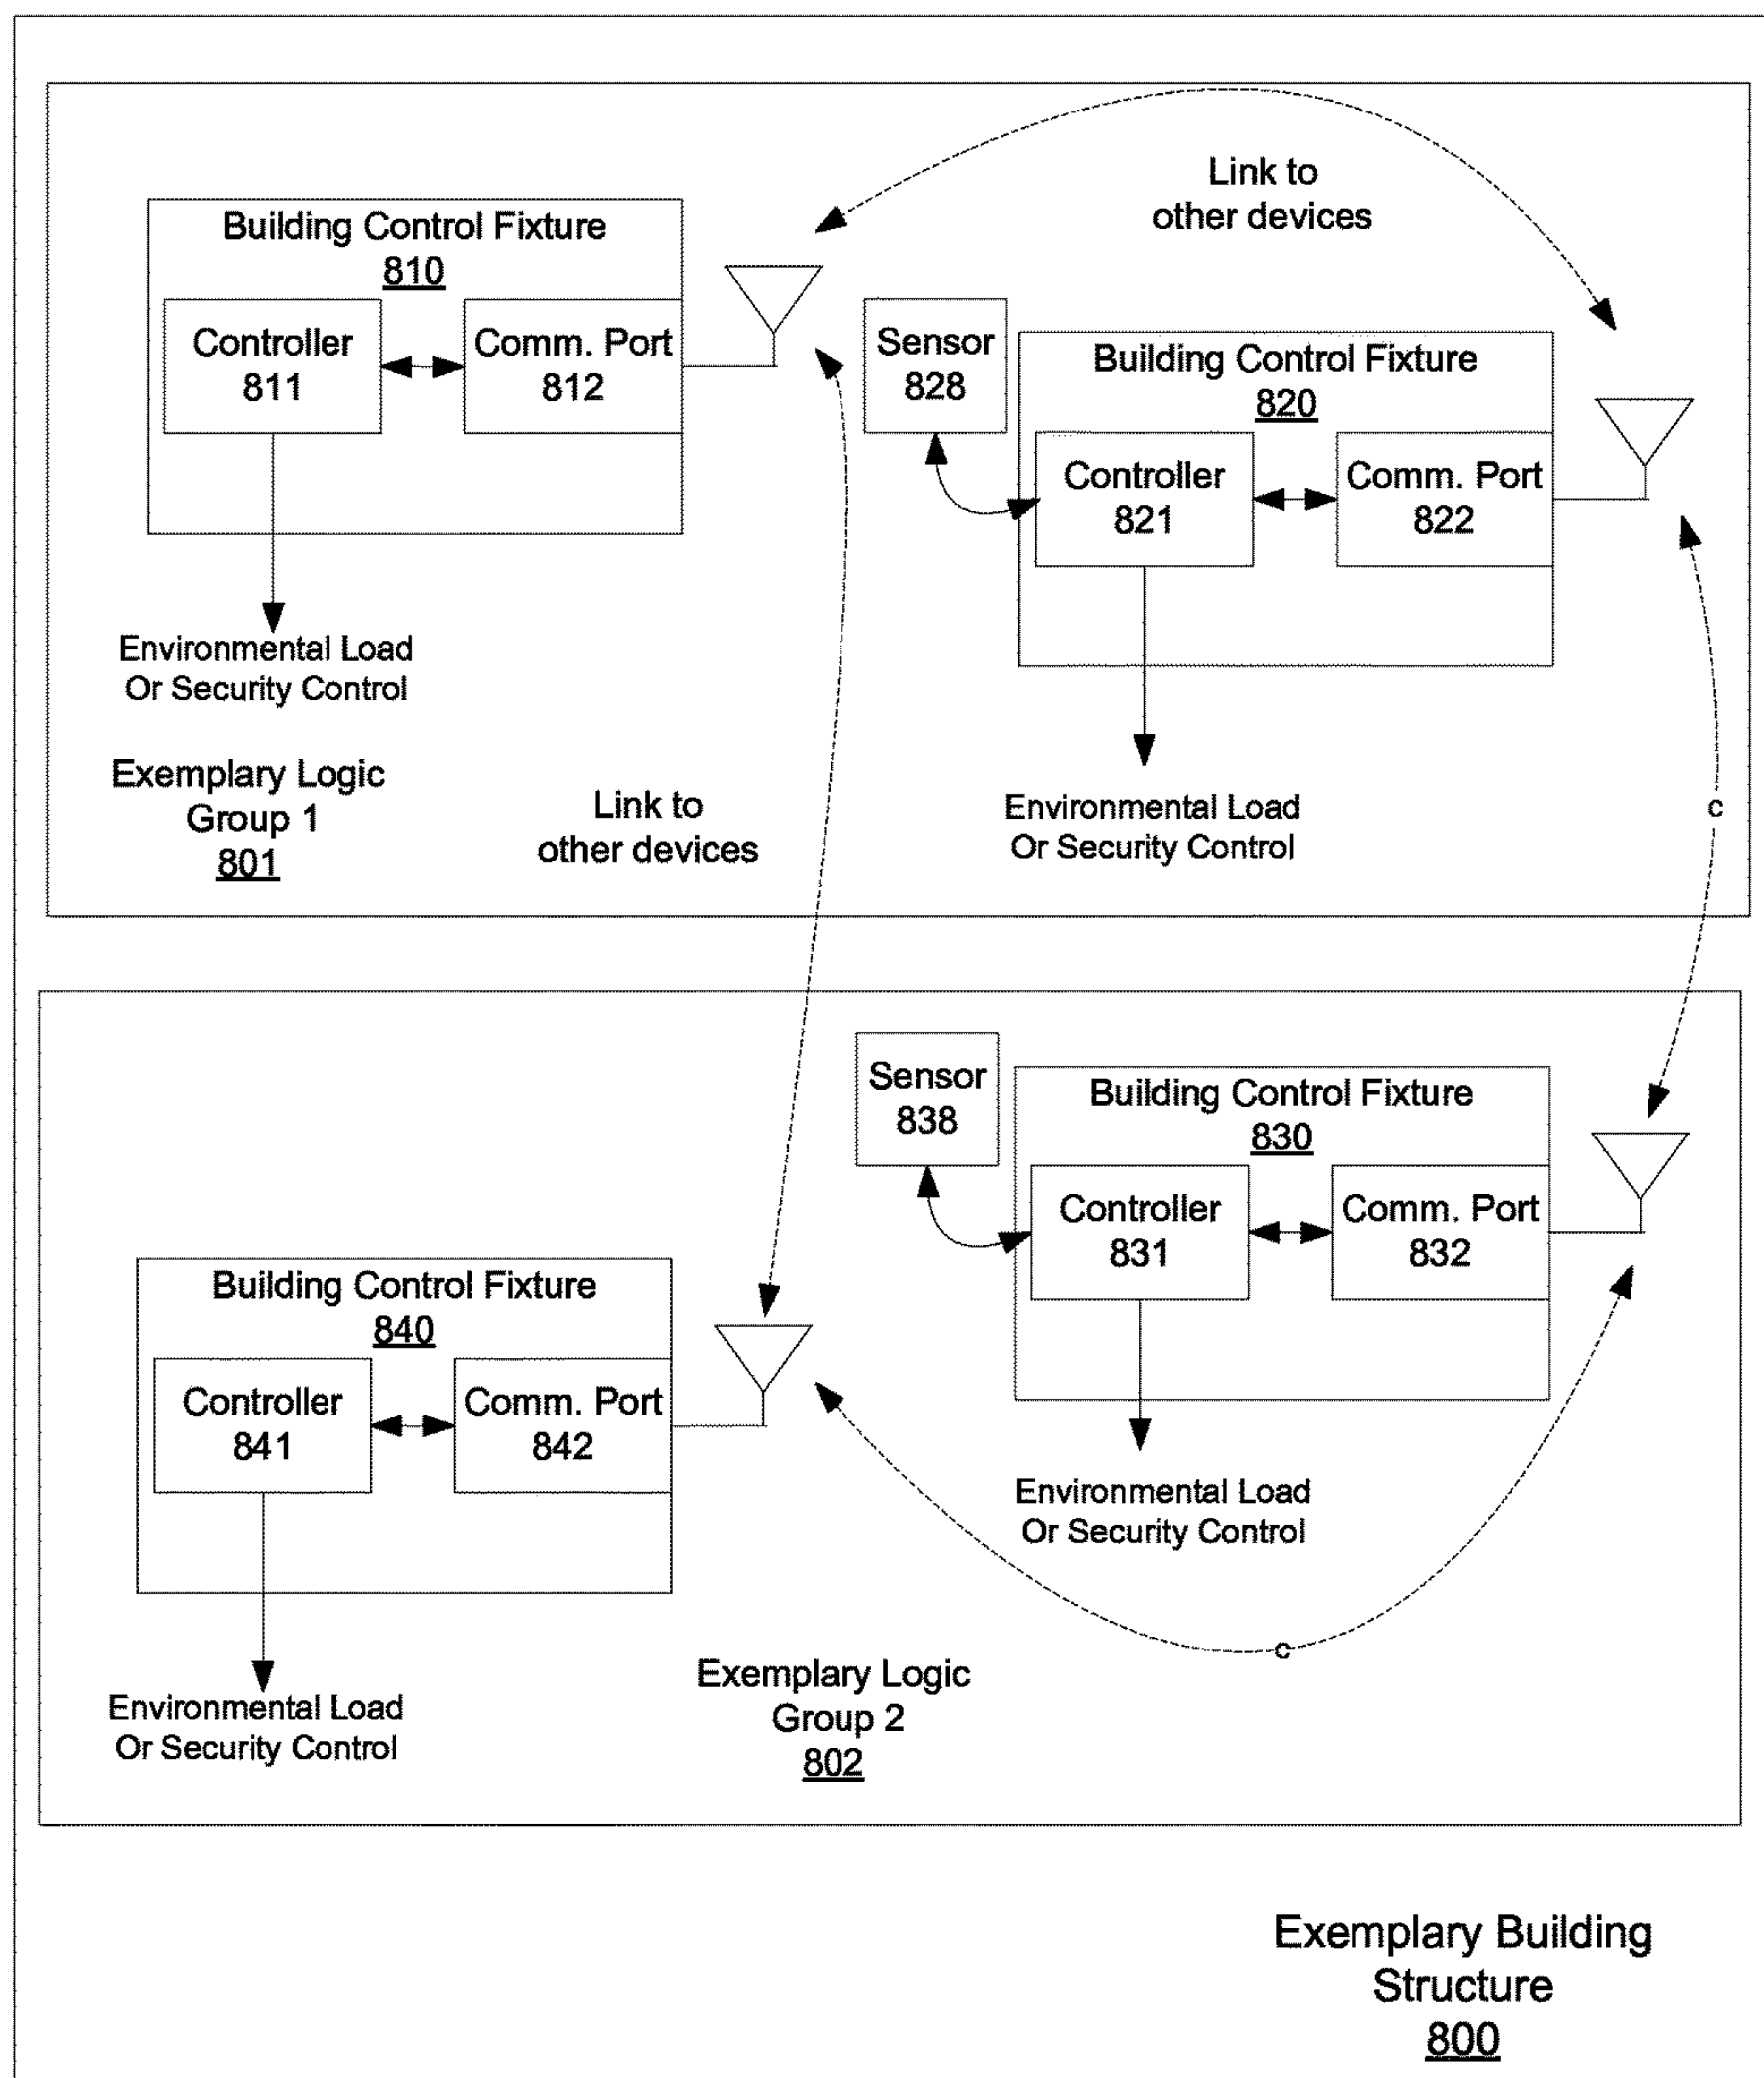 Link to
other devices
Building Control Fixture
810
Controller
811
Comm. Port
812
Sensor
828
Building Control Fixture
820
Controller
821
Comm. Port
822
Environmental Load
Or Security Control
Exemplary Logic
Group 1
801
Link to
other devices
Environmental Load
Or Security Control
c
Sensor
838
Building Control Fixture
830
Controller
831
Comm. Port
832
Building Control Fixture
840
Controller
841
Comm. Port
842
Environmental Load
Or Security Control
c
Exemplary Logic
Group 2
802
Environmental Load
Or Security Control
Exemplary Building
Structure
800